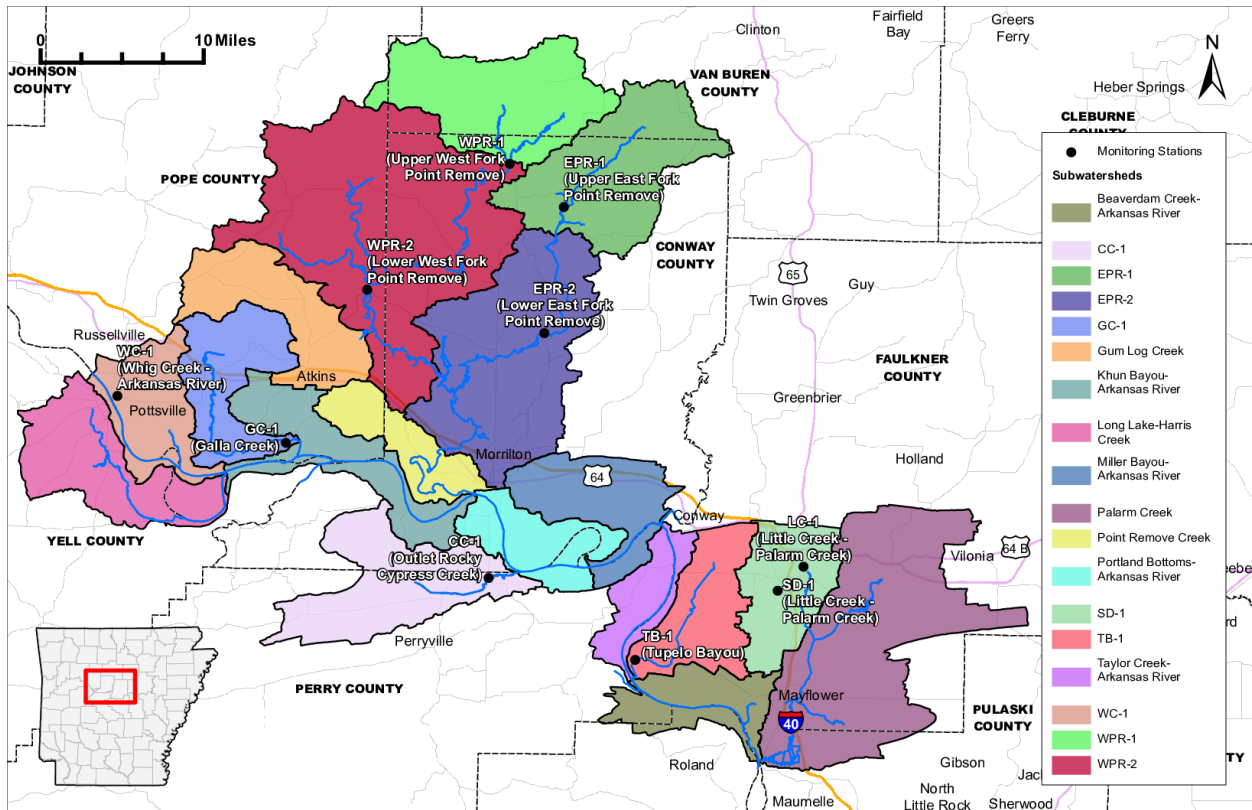 0 10 Miles
JOHNSON
COUNTY
Clinton
Fairfield
Bay
Greers
Ferry
N
VAN BUREN
COUNTY
Heber Springs
CLEBURNE
WPR-1
(Upper West Fork
Point Remove)
EPR-1
(Upper East Fork
Point Remove)
POPE COUNTY
WPR-2
(Lower West Fork
Point Remove)
CONWAY
COUNTY
EPR-2
(Lower East Fork
Point Remove)
65
Guy
Twin Groves
Russellville
WC-1
(Whig Creek -
Arkansas River)
Pottsville
Atkins
FAULKNER
COUNTY
Greenbrier
GC-1
(Galla Creek)
Morrilton
Holland
64
YELL COUNTY
Conway
LC-1
(Little Creek -
Palarm Creek)
Vilonia
64 B
CC-1
(Outlet Rocky
Cypress Creek)
SD-1
(Little Creek -
Palarm Creek)
Perryville
TB-1
(Tupelo Bayou)
PERRY COUNTY
Mayflower
40
PULASKI
COUNTY
Roland
Gibson
Maumelle
North
Little Rock
Sherwood
Monitoring Stations
Subwatersheds
Beaverdam Creek-
Arkansas River
CC-1
EPR-1
EPR-2
GC-1
Gum Log Creek
Khun Bayou-
Arkansas River
Long Lake-Harris
Creek
Miller Bayou-
Arkansas River
Palarm Creek
Point Remove Creek
Portland Bottoms-
Arkansas River
SD-1
TB-1
Taylor Creek-
Arkansas River
WC-1
WPR-1
WPR-2